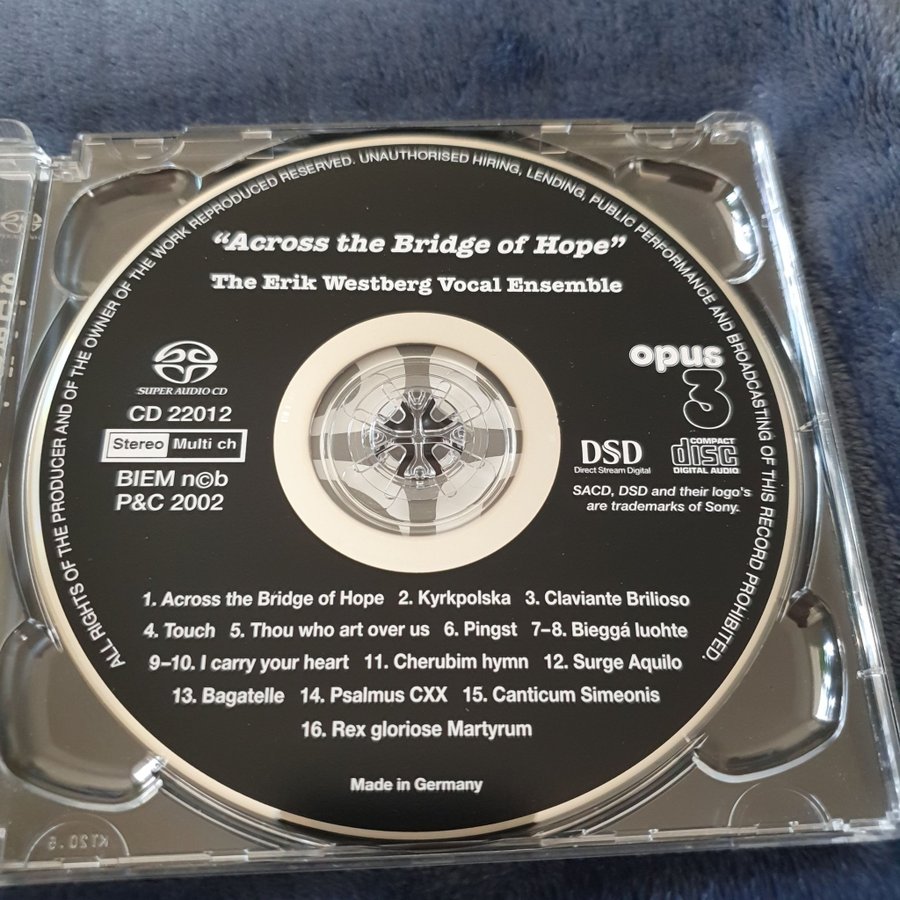 ALL RIGHTS OF THE PRODUCER AND OF THE OWNER OF THE WORK REPRODUCED RESERVED. UNAUTHORISED HIRING, LENDING, PUBLIC PERFORMANCE AND BROADCASTING OF THIS RECORD PROHIBITED.
“Across the Bridge of Hope”
The Erik Westberg Vocal Ensemble
SUPER AUDIO CD
CD 22012
Stereo Multi ch
BIEM n©b
P&C 2002
opus
3
DSD
Direct Stream Digital
COMPACT
disc
DIGITAL AUDIO
SACD, DSD and their logo's
are trademarks of Sony.
1. Across the Bridge of Hope 2. Kyrkpolska 3. Claviante Brilioso
4. Touch 5. Thou who art over us 6. Pingst 7–8. Bieggá luohte
9–10. I carry your heart 11. Cherubim hymn 12. Surge Aquilo
13. Bagatelle 14. Psalmus CXX 15. Canticum Simeonis
16. Rex gloriose Martyrum
Made in Germany